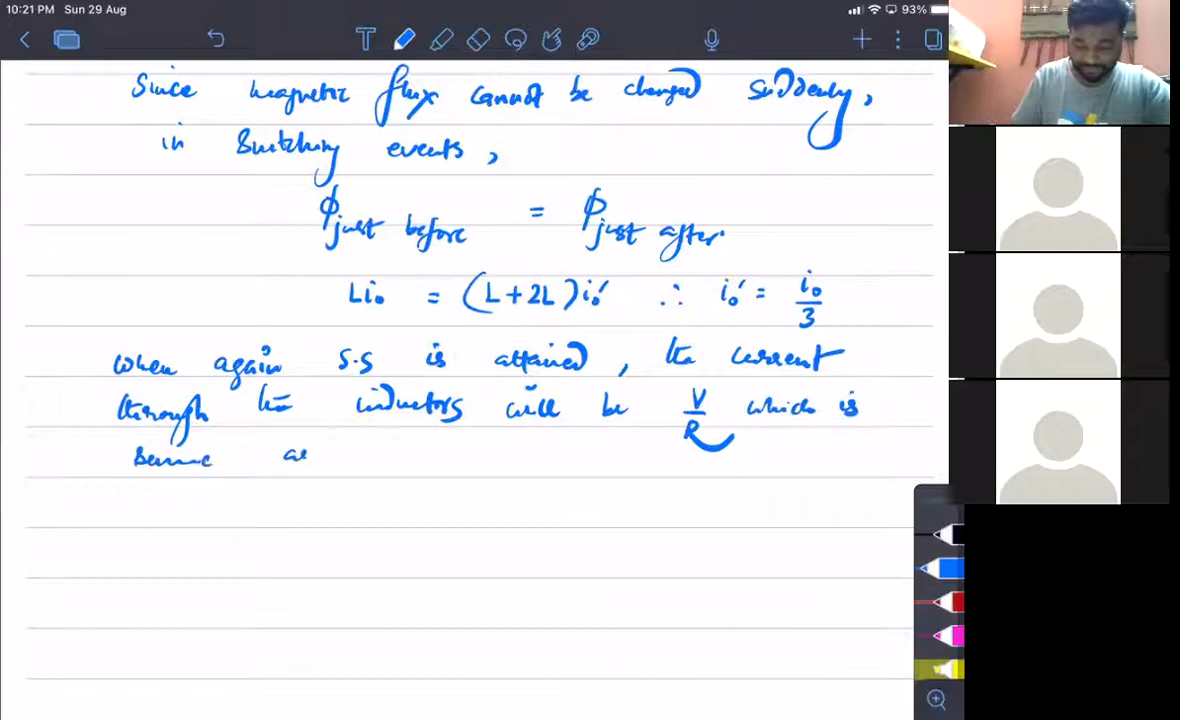 10:21 PM Sun 29 Aug 93%
Since magnetic flux cannot be changed suddenly,
in switching events,
ϕjust before = ϕjust after.
Li₀ = (L+2L)i₀′ ∴ i₀′ = i₀/3
When again S.S is attained, the current
through the inductors will be V/R which is
same as